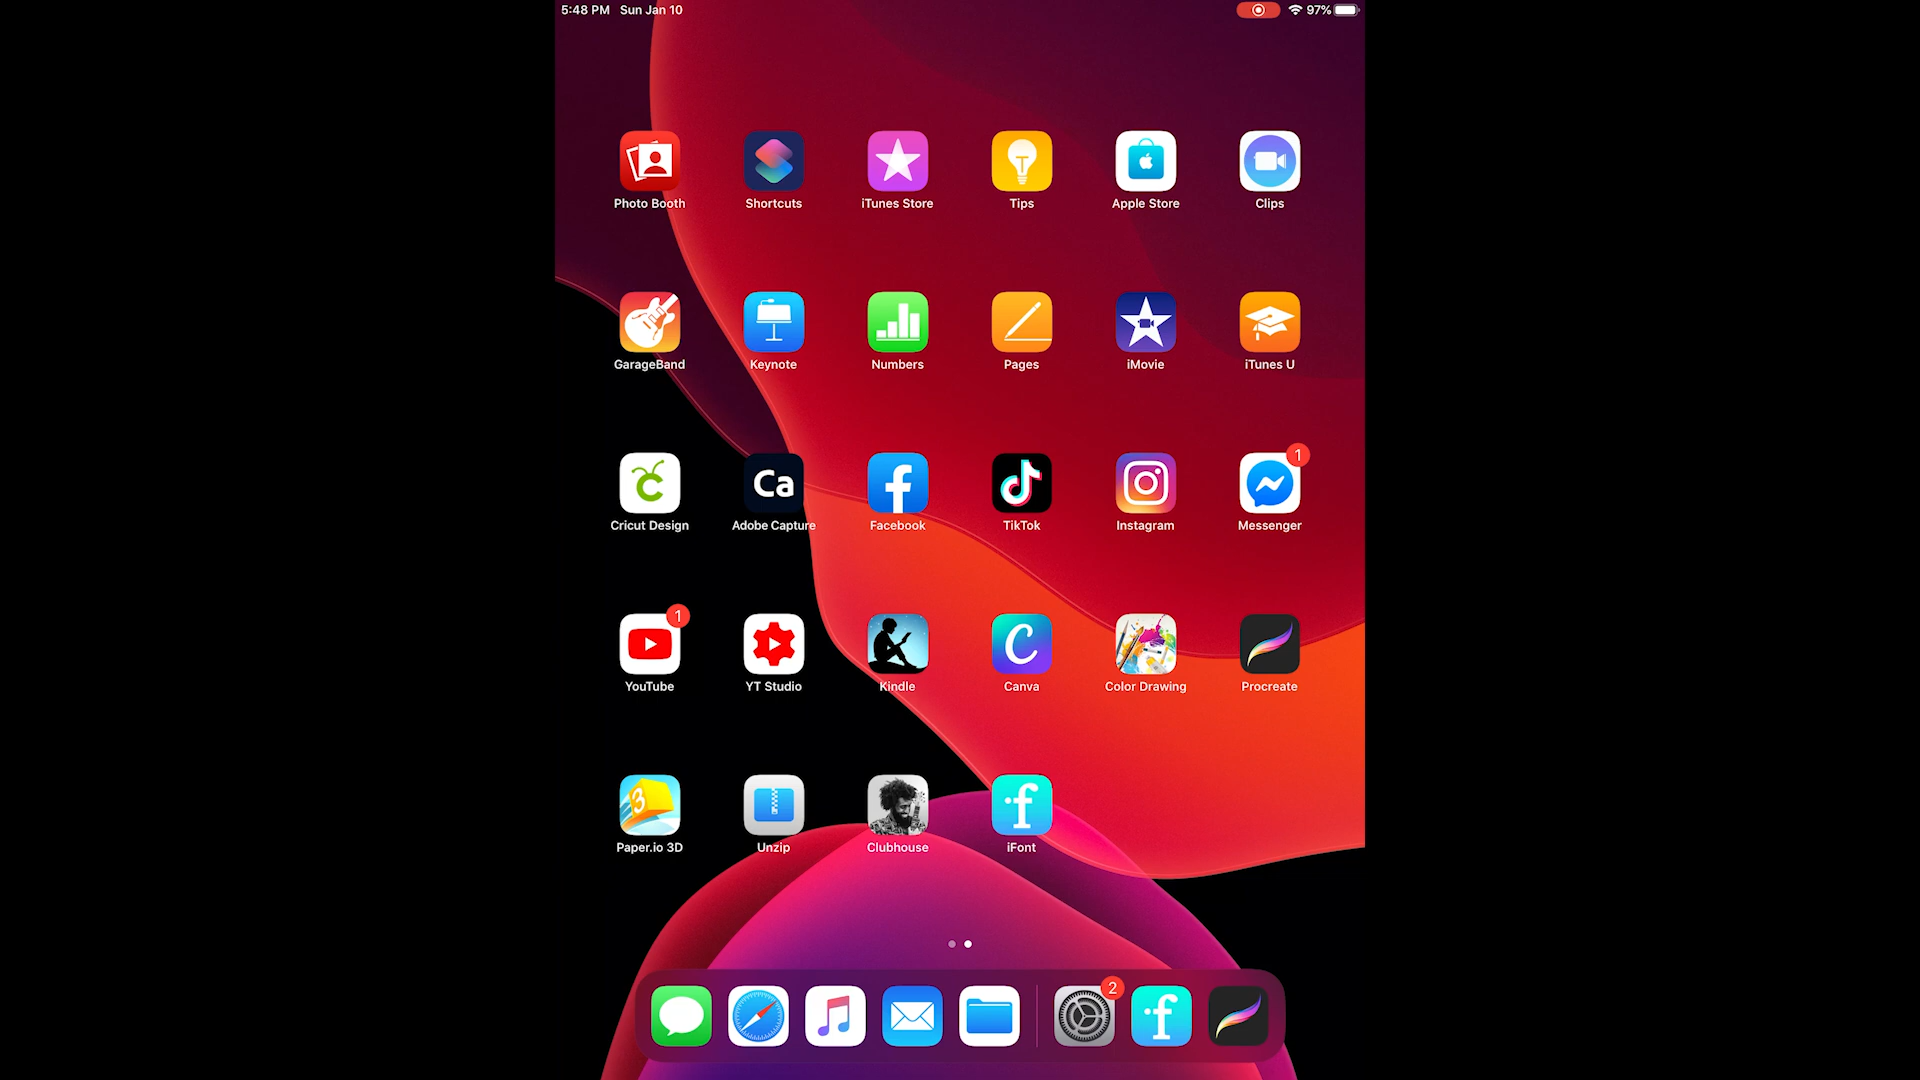 5:48 PM Sun Jan 10 97%
Photo Booth Shortcuts iTunes Store Tips Apple Store Clips
GarageBand Keynote Numbers Pages iMovie iTunes U
Ca 1
Cricut Design Adobe Capture Facebook TikTok Instagram Messenger
1
YouTube YT Studio Kindle Canva Color Drawing Procreate
3
Paper.io 3D Unzip Clubhouse iFont
2